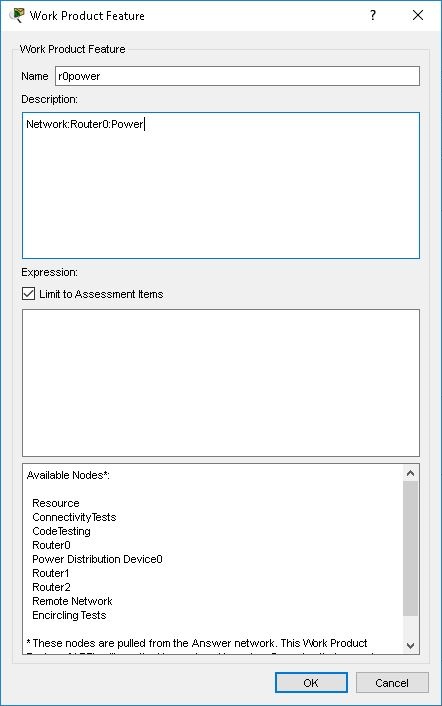 Work Product Feature
?
Work Product Feature
Name r0power
Description:
Network:Router0:Power
Expression:
Limit to Assessment Items
Available Nodes*:
Resource
ConnectivityTests
CodeTesting
Router0
Power Distribution Device0
Router1
Router2
Remote Network
Encircling Tests
* These nodes are pulled from the Answer network. This Work Product
OK Cancel